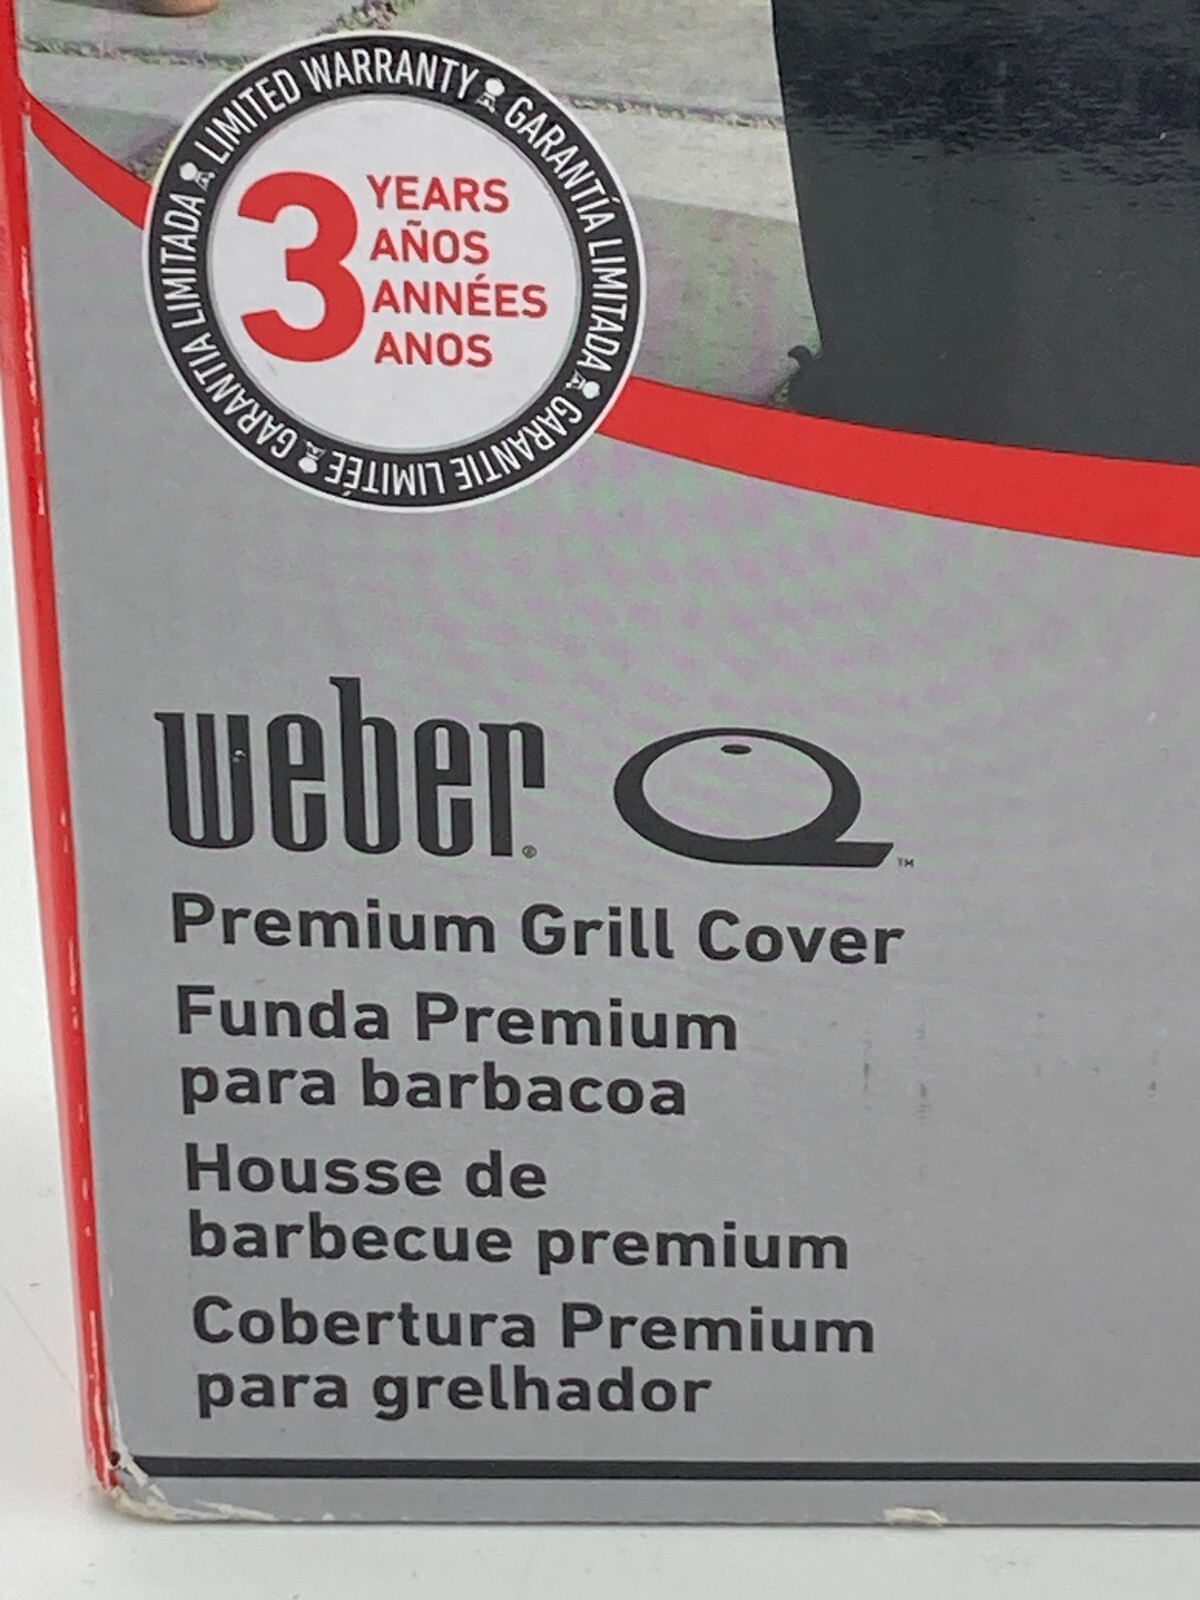 LIMITED WARRANTY
GARANTÍA LIMITADA
GARANTIE LIMITÉE
GARANTIA LIMITADA
3
YEARS
AÑOS
ANNÉES
ANOS
weber® Q™
Premium Grill Cover
Funda Premium
para barbacoa
Housse de
barbecue premium
Cobertura Premium
para grelhador